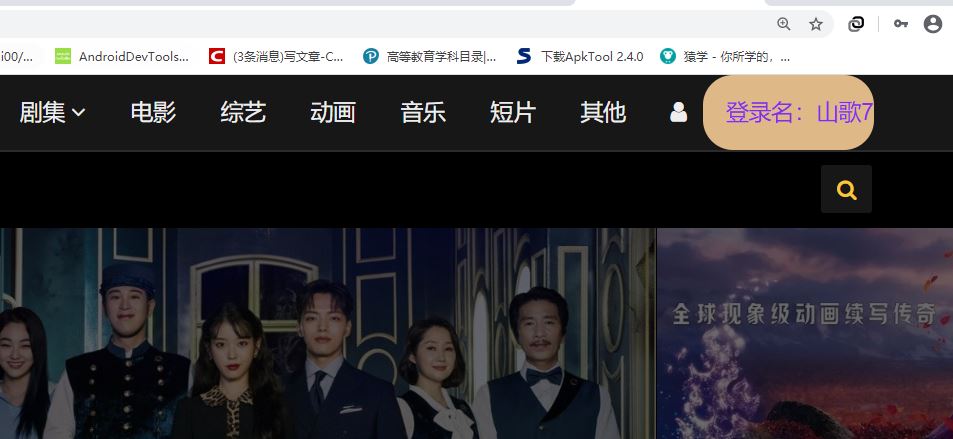 i00/... AndroidDevTools... (3条消息)写文章-C... 高等教育学科目录|... 下载ApkTool 2.4.0 猿学 - 你所学的，...
剧集 电影 综艺 动画 音乐 短片 其他 登录名：山歌7
全球现象级动画续写传奇